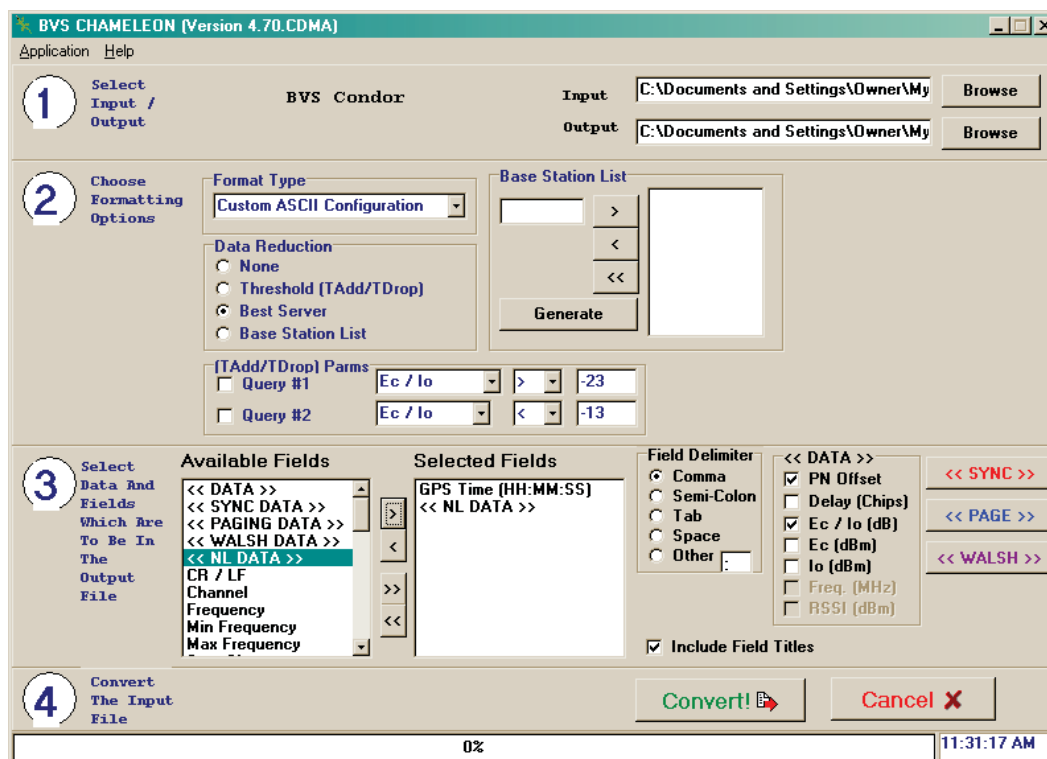 BVS CHAMELEON (Version 4.70.CDMA)
Application Help
1
Select
Input /
Output
BVS Condor
Input
C:\Documents and Settings\Owner\My
Browse
Output
C:\Documents and Settings\Owner\My
Browse
2
Choose
Formatting
Options
Format Type
Custom ASCII Configuration
Data Reduction
None
Threshold (TAdd/TDrop)
Best Server
Base Station List
Base Station List
>
<
<<
Generate
(TAdd/TDrop) Parms
Query #1
Ec / Io
>
-23
Query #2
Ec / Io
<
-13
3
Select
Data And
Fields
Which Are
To Be In
The
Output
File
Available Fields
<< DATA >>
<< SYNC DATA >>
<< PAGING DATA >>
<< WALSH DATA >>
<< NL DATA >>
CR / LF
Channel
Frequency
Min Frequency
Max Frequency
>
<
>>
<<
Selected Fields
GPS Time (HH:MM:SS)
<< NL DATA >>
Field Delimiter
Comma
Semi-Colon
Tab
Space
Other :
<< DATA >>
PN Offset
Delay (Chips)
Ec / Io (dB)
Ec (dBm)
Io (dBm)
Freq. (MHz)
RSSI (dBm)
<< SYNC >>
<< PAGE >>
<< WALSH >>
Include Field Titles
4
Convert
The Input
File
Convert!
Cancel
0%
11:31:17 AM